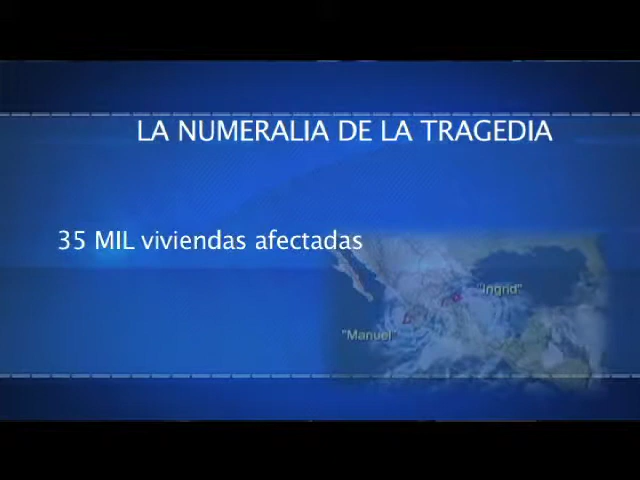 LA NUMERALIA DE LA TRAGEDIA
35 MIL viviendas afectadas
"Ingrid"
"Manuel"